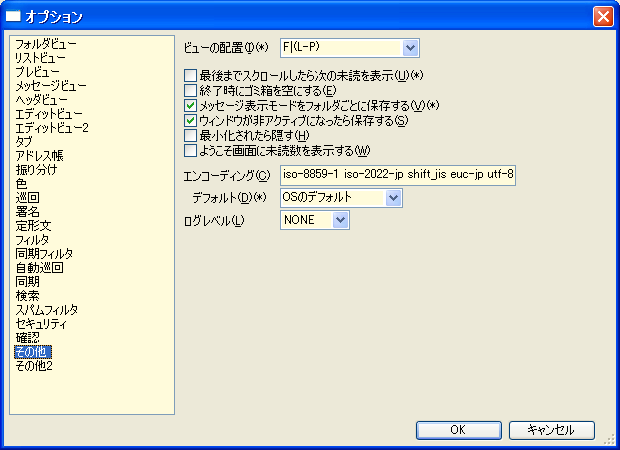 オプション
フォルダビュー
リストビュー
プレビュー
メッセージビュー
ヘッダビュー
エディットビュー
エディットビュー2
タブ
アドレス帳
振り分け
色
巡回
署名
定形文
フィルタ
同期フィルタ
自動巡回
同期
検索
スパムフィルタ
セキュリティ
確認
その他
その他2
ビューの配置(I)(*) F|(L-P)
最後までスクロールしたら次の未読を表示(U)(*)
終了時にゴミ箱を空にする(E)
メッセージ表示モードをフォルダごとに保存する(V)(*)
ウィンドウが非アクティブになったら保存する(S)
最小化されたら隠す(H)
ようこそ画面に未読数を表示する(W)
エンコーディング(C) iso-8859-1 iso-2022-jp shift_jis euc-jp utf-8
デフォルト(D)(*) OSのデフォルト
ログレベル(L) NONE
OK キャンセル